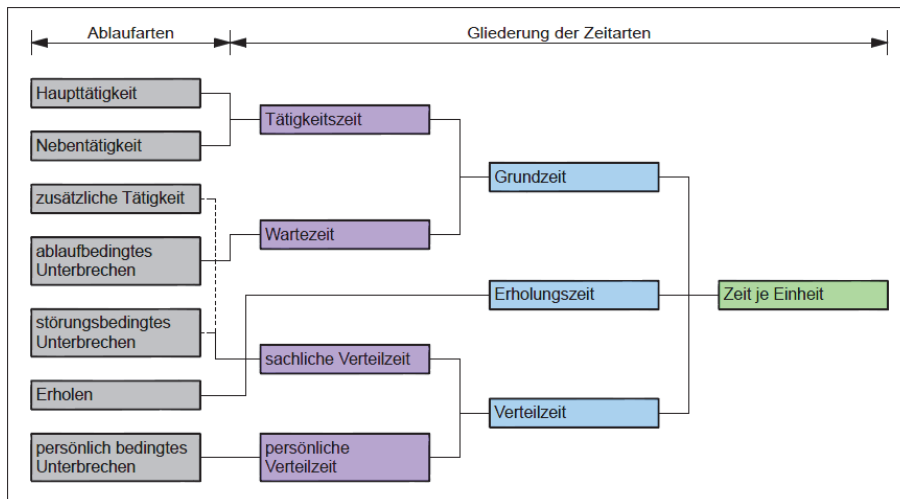 Ablaufarten
Gliederung der Zeitarten
Haupttätigkeit
Nebentätigkeit
zusätzliche Tätigkeit
ablaufbedingtes
Unterbrechen
störungsbedingtes
Unterbrechen
Erholen
persönlich bedingtes
Unterbrechen
Tätigkeitszeit
Wartezeit
sachliche Verteilzeit
persönliche
Verteilzeit
Grundzeit
Erholungszeit
Verteilzeit
Zeit je Einheit